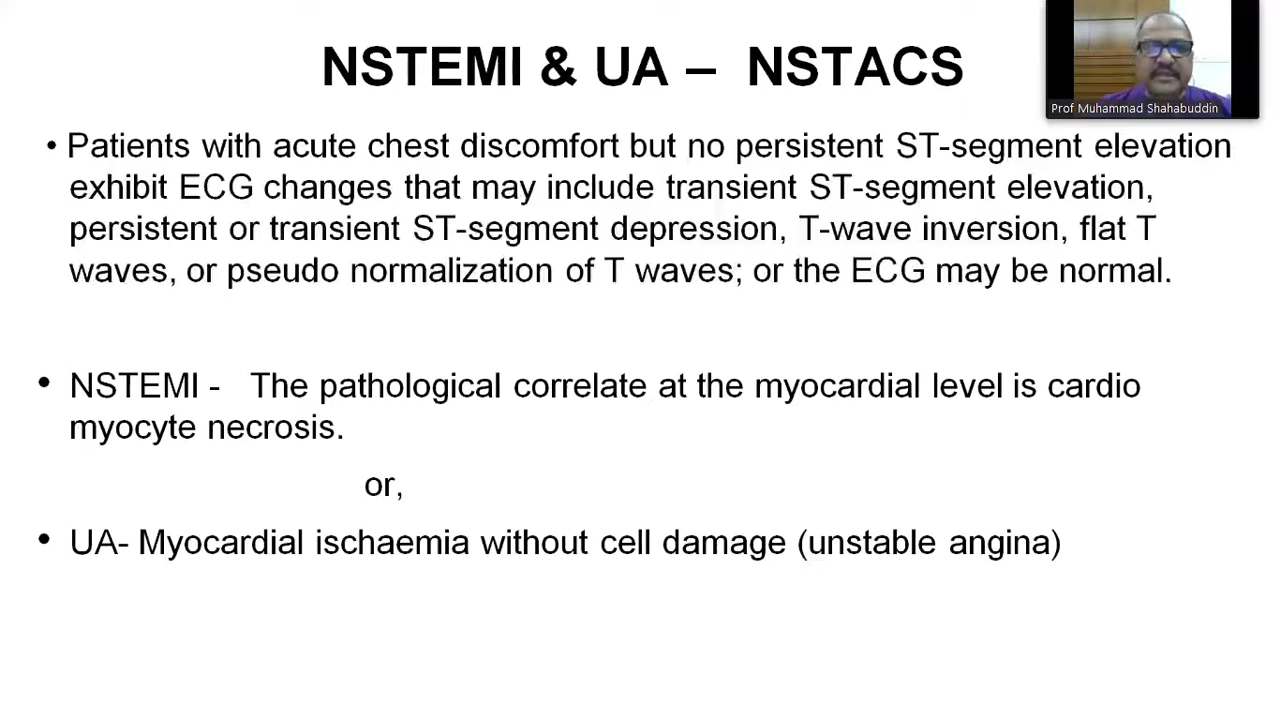 NSTEMI & UA – NSTACS
Prof Muhammad Shahabuddin
• Patients with acute chest discomfort but no persistent ST-segment elevation
exhibit ECG changes that may include transient ST-segment elevation,
persistent or transient ST-segment depression, T-wave inversion, flat T
waves, or pseudo normalization of T waves; or the ECG may be normal.
• NSTEMI - The pathological correlate at the myocardial level is cardio
myocyte necrosis.
or,
• UA- Myocardial ischaemia without cell damage (unstable angina)